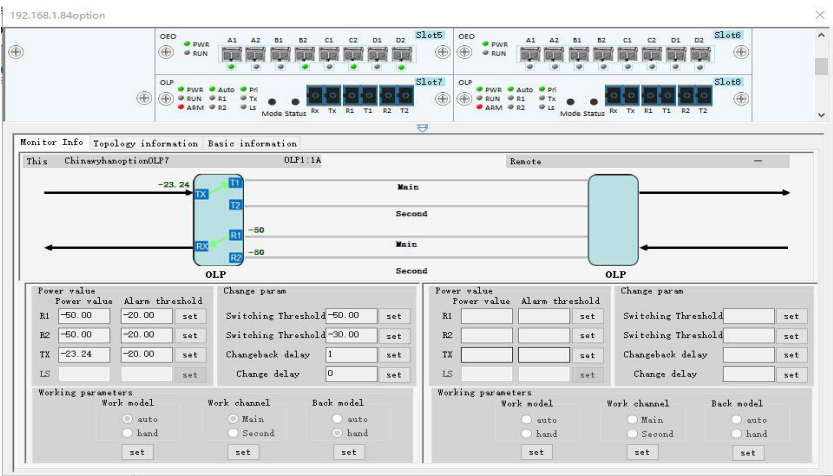 192.168.1.84option
OEO PWR RUN A1 A2 B1 B2 C1 C2 D1 D2 Slot5
OEO PWR RUN A1 A2 B1 B2 C1 C2 D1 D2 Slot6
OLP PWR Auto Pri RUN R1 Tx ARM R2 Ls Mode Status Rx Tx R1 T1 R2 T2 Slot7
OLP PWR Auto Pri RUN R1 Tx ARM R2 Ls Mode Status Rx Tx R1 T1 R2 T2 Slot8
Monitor Info Topology information Basic information
This ChinawyhanoptionOLP7 OLP1:1A Remote —
-23.24 TX T1 Main
T2 Second
R1 -50
RX Main
R2 -50
Second
OLP OLP
Power value Change param Power value Change param
Power value Alarm threshold Power value Alarm threshold
R1 -50.00 -20.00 set Switching Threshold -50.00 set R1 set Switching Threshold set
R2 -50.00 -20.00 set Switching Threshold -30.00 set R2 set Switching Threshold set
TX -23.24 -20.00 set Changeback delay 1 set TX set Changeback delay set
LS set Change delay 0 set LS set Change delay set
Working parameters Working parameters
Work model Work channel Back model Work model Work channel Back model
auto Main auto auto Main auto
hand Second hand hand Second hand
set set set set set set